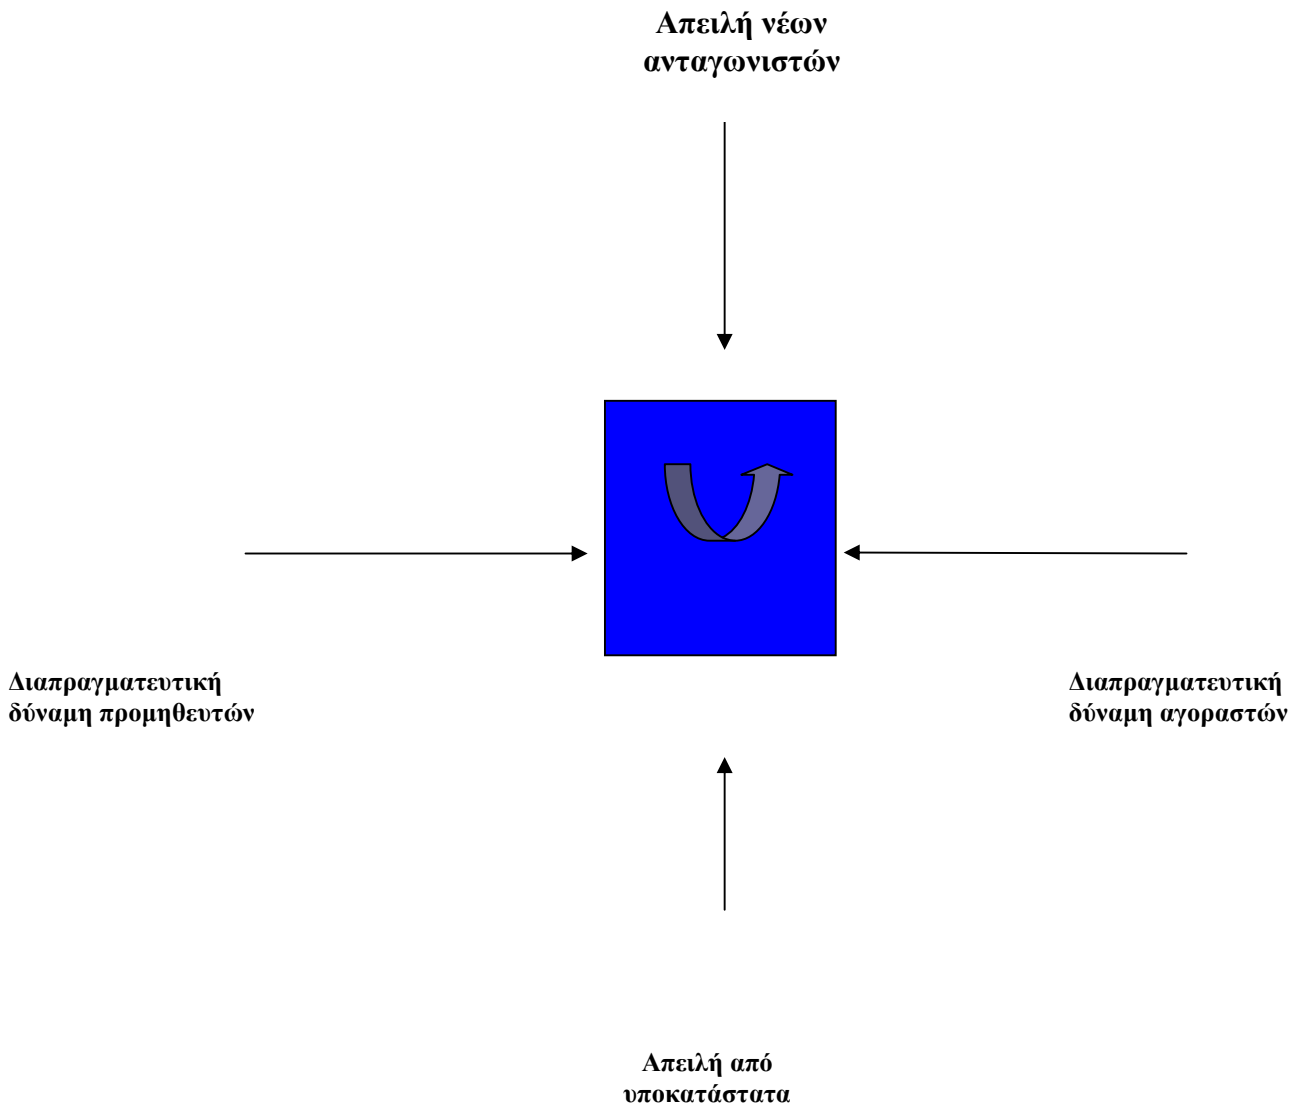 Απειλή νέων
ανταγωνιστών
Διαπραγματευτική
δύναμη προμηθευτών
Διαπραγματευτική
δύναμη αγοραστών
Απειλή από
υποκατάστατα